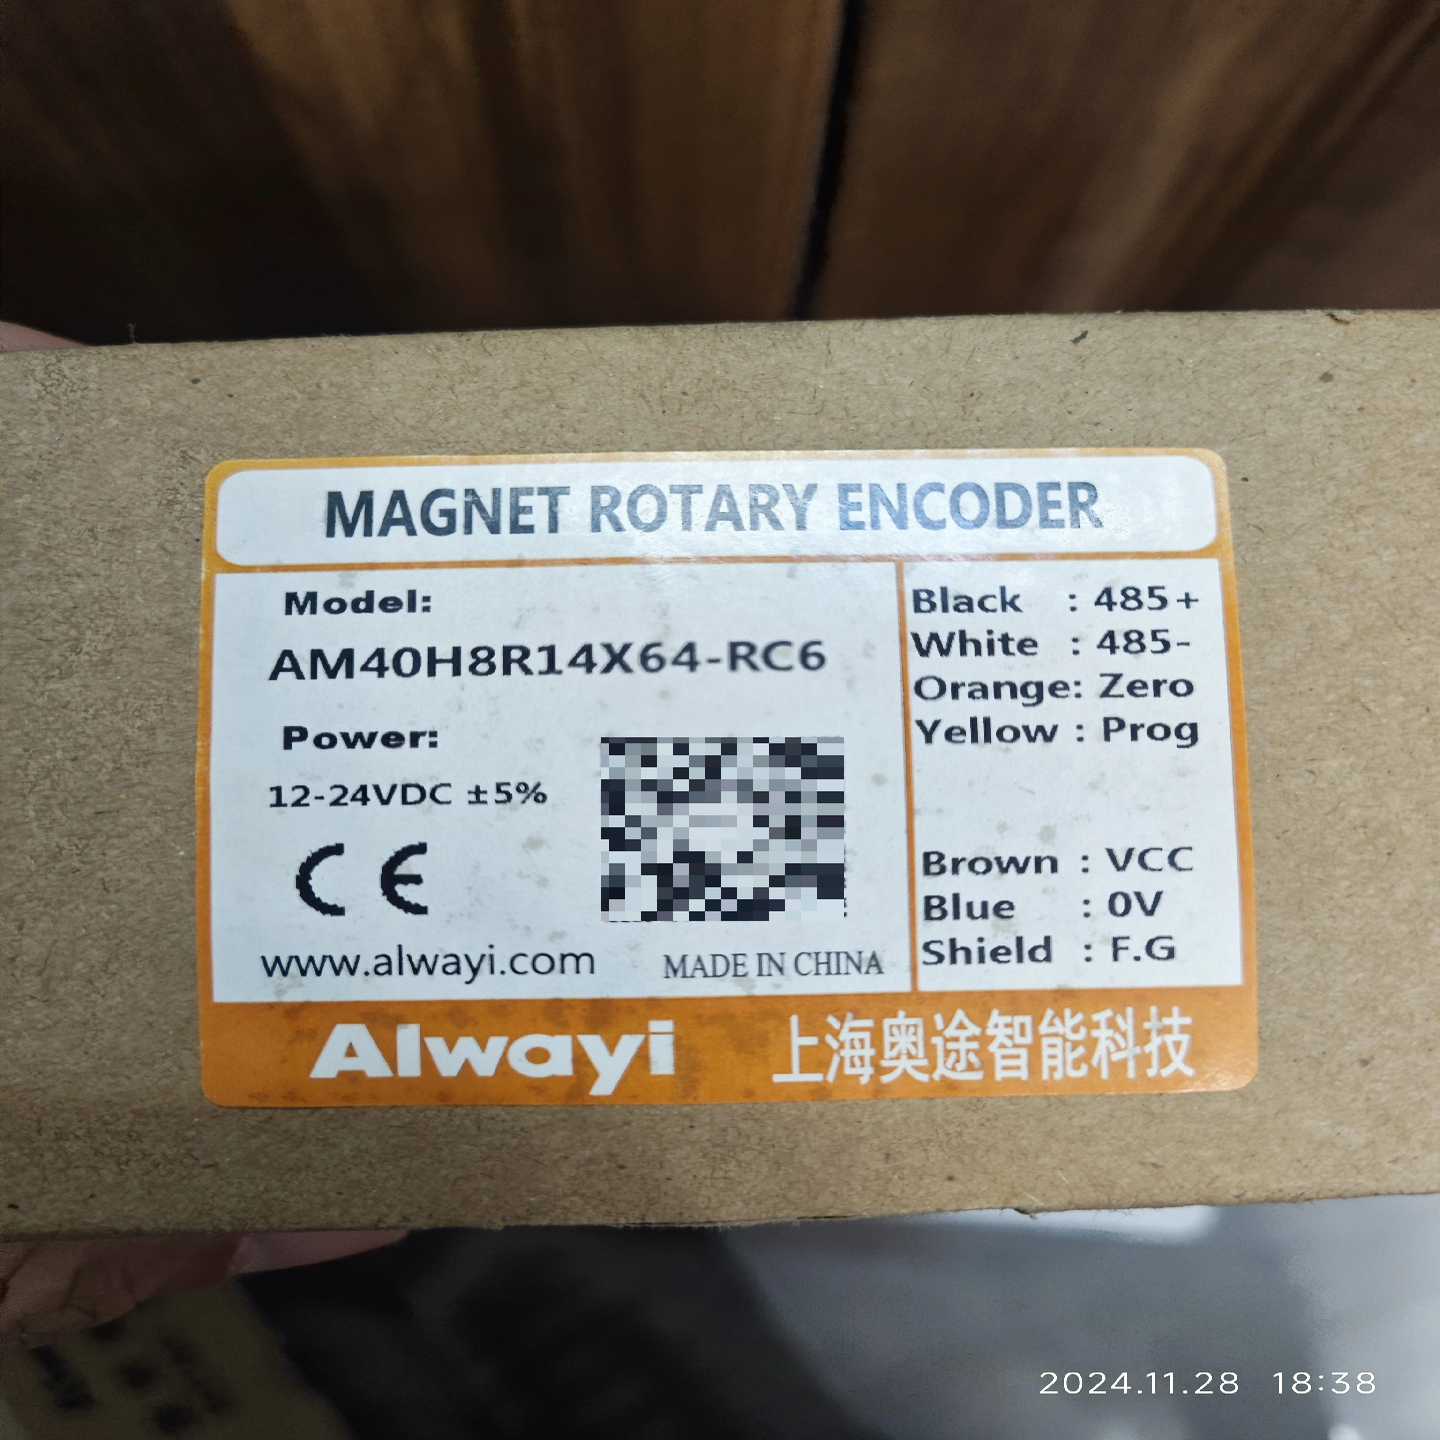 MAGNET ROTARY ENCODER
Model:
AM40H8R14X64-RC6
Power:
12-24VDC ±5%
CE
www.alwayi.com
MADE IN CHINA
Black : 485+
White : 485-
Orange: Zero
Yellow : Prog
Brown : VCC
Blue : 0V
Shield : F.G
Alwayi 上海奥途智能科技
2024.11.28 18:38